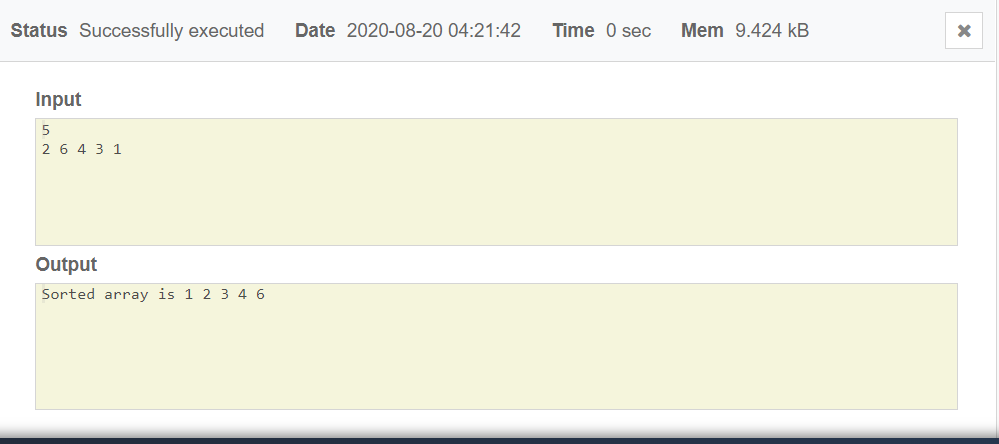 Status Successfully executed Date 2020-08-20 04:21:42 Time 0 sec Mem 9.424 kB
Input
5
2 6 4 3 1
Output
Sorted array is 1 2 3 4 6